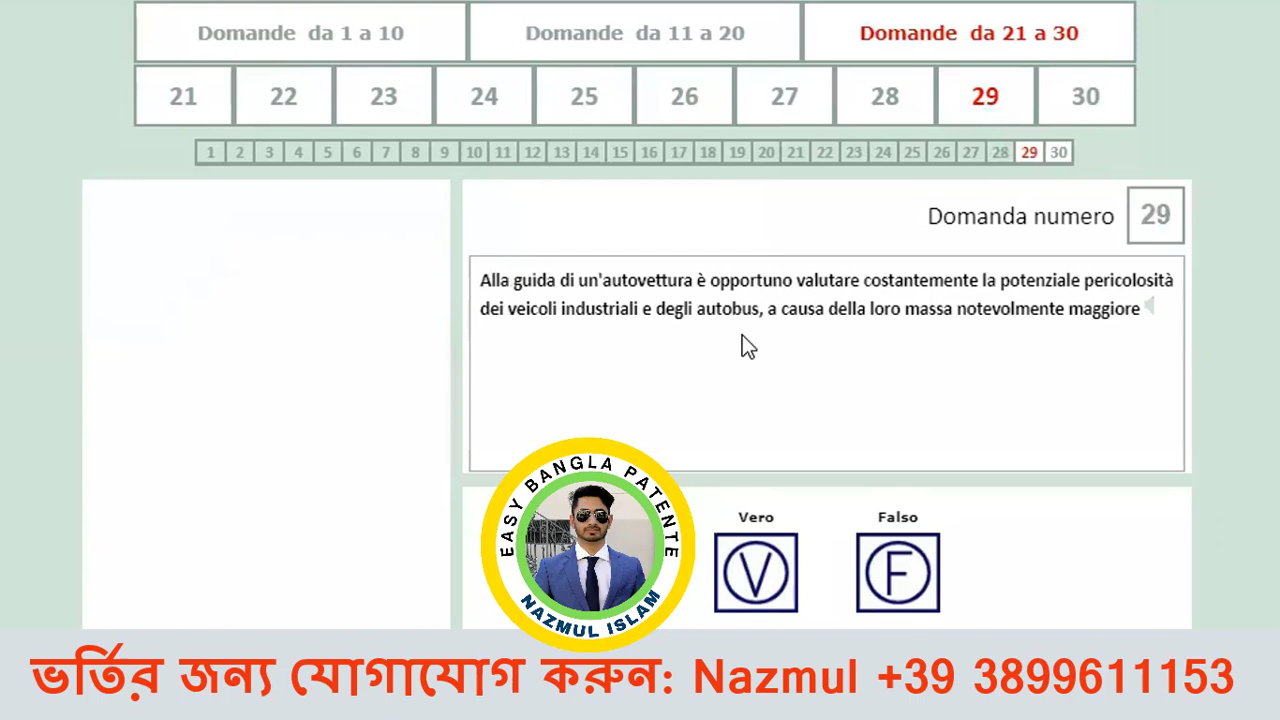 Domande da 1 a 10 Domande da 11 a 20 Domande da 21 a 30
21 22 23 24 25 26 27 28 29 30
1 2 3 4 5 6 7 8 9 10 11 12 13 14 15 16 17 18 19 20 21 22 23 24 25 26 27 28 29 30
Domanda numero 29
Alla guida di un'autovettura è opportuno valutare costantemente la potenziale pericolosità
dei veicoli industriali e degli autobus, a causa della loro massa notevolmente maggiore
EASY BANGLA PATENTE
NAZMUL ISLAM
Vero Falso
V F
ভর্তির জন্য যোগাযোগ করুন: Nazmul +39 3899611153